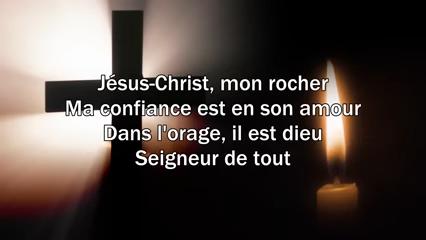 Jésus-Christ, mon rocher
Ma confiance est en son amour
Dans l'orage, il est dieu
Seigneur de tout